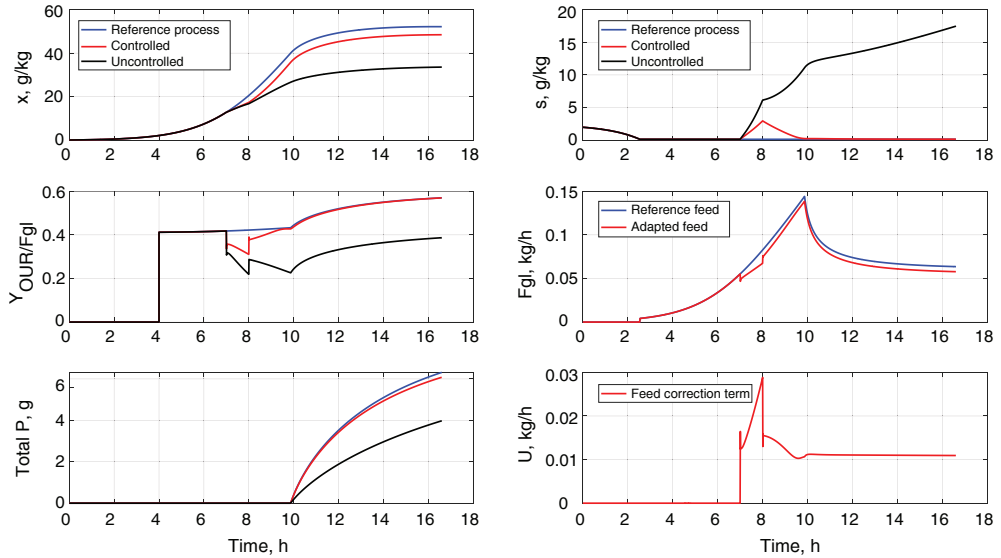 x, g/kg
60
40
20
0
Reference process
Controlled
Uncontrolled
0 2 4 6 8 10 12 14 16 18
s, g/kg
20
15
10
5
0
Reference process
Controlled
Uncontrolled
0 2 4 6 8 10 12 14 16 18
YOUR/Fgl
0.6
0.4
0.2
0
0 2 4 6 8 10 12 14 16 18
Fgl, kg/h
0.15
0.10
0.05
0
Reference feed
Adapted feed
0 2 4 6 8 10 12 14 16 18
Total P, g
6
4
2
0
0 2 4 6 8 10 12 14 16 18
Time, h
U, kg/h
0.03
0.02
0.01
0
Feed correction term
0 2 4 6 8 10 12 14 16 18
Time, h